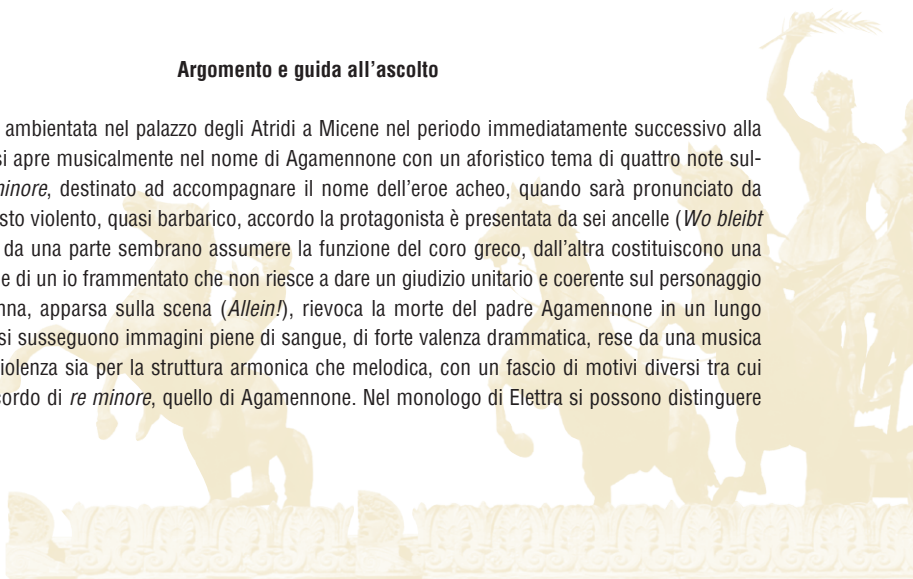 Argomento e guida all'ascolto
ambientata nel palazzo degli Atridi a Micene nel periodo immediatamente successivo alla
si apre musicalmente nel nome di Agamennone con un aforistico tema di quattro note sul-
minore, destinato ad accompagnare il nome dell'eroe acheo, quando sarà pronunciato da
sto violento, quasi barbarico, accordo la protagonista è presentata da sei ancelle (Wo bleibt
da una parte sembrano assumere la funzione del coro greco, dall'altra costituiscono una
e di un io frammentato che non riesce a dare un giudizio unitario e coerente sul personaggio
nna, apparsa sulla scena (Allein!), rievoca la morte del padre Agamennone in un lungo
si susseguono immagini piene di sangue, di forte valenza drammatica, rese da una musica
iolenza sia per la struttura armonica che melodica, con un fascio di motivi diversi tra cui
cordo di re minore, quello di Agamennone. Nel monologo di Elettra si possono distinguere